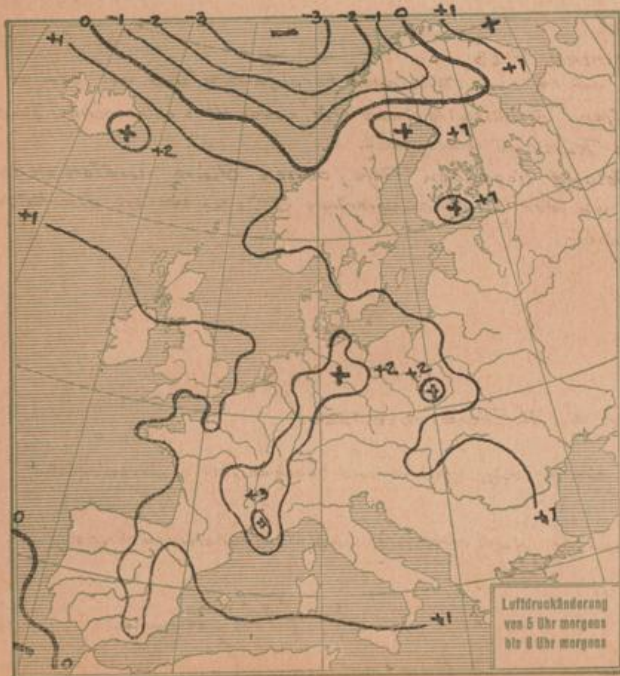 0 -1 -2 -3 - -3 -2 -1 0 +1 +
+1
+1
+ +2
+ +1
+ +1
+1
+ +2 +2 +
+3
+
+1
0
+1
0
Luftdruckänderung
von 5 Uhr morgens
bis 8 Uhr morgens